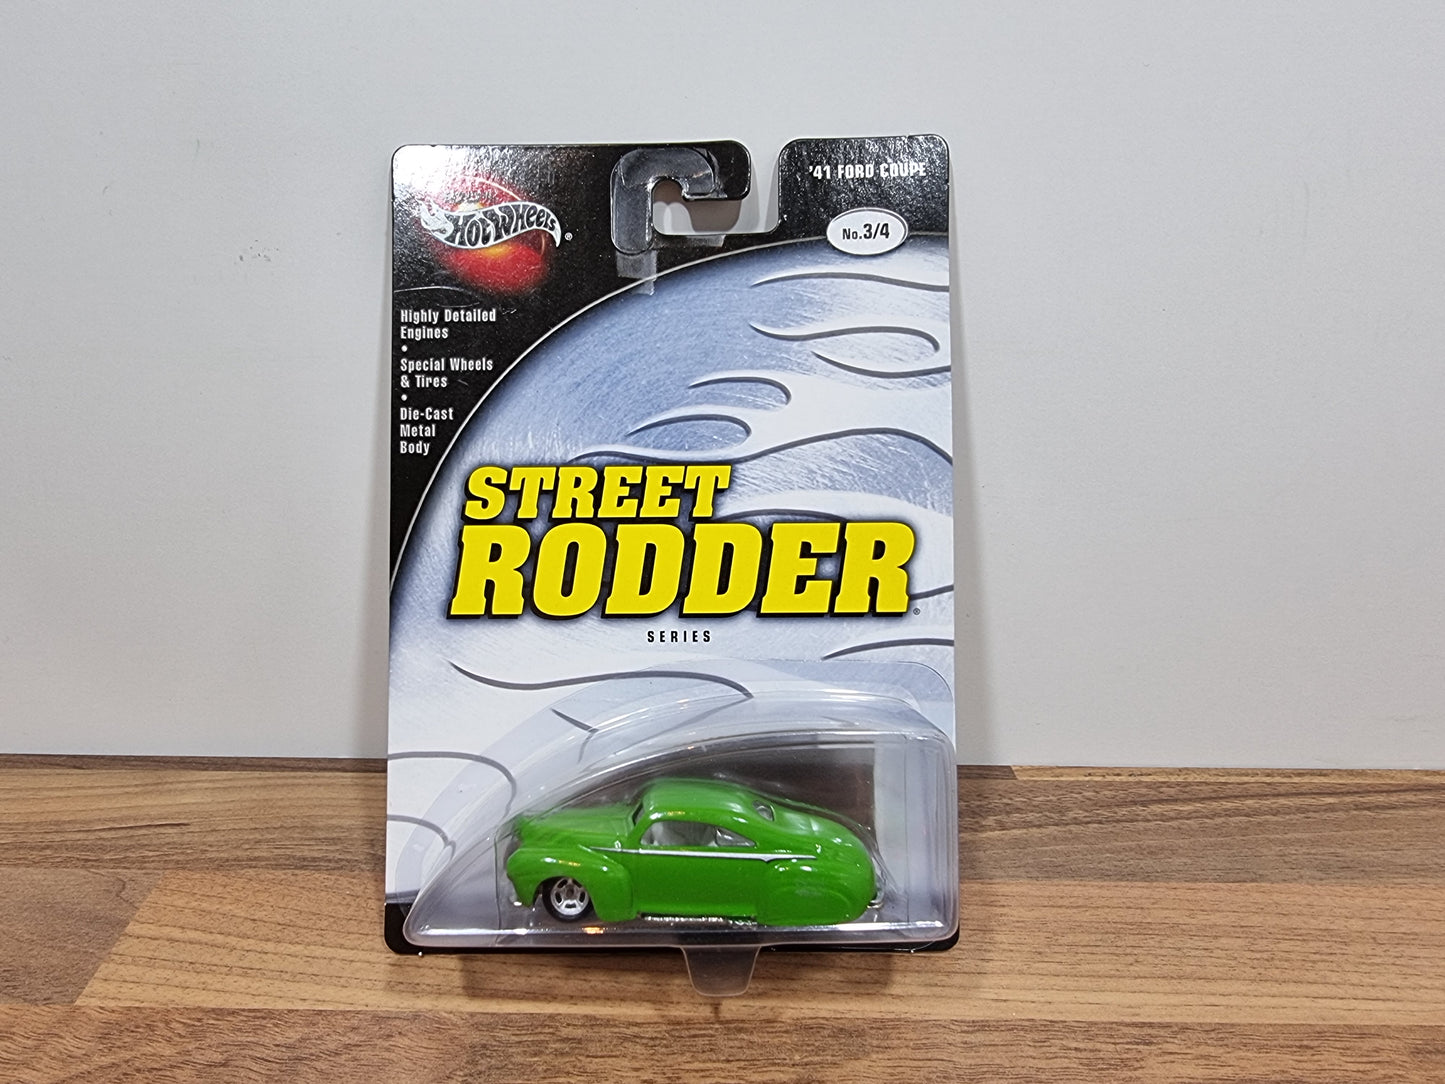 HOT WHEELS®
'41 FORD COUPE
No.3/4
Highly Detailed
Engines
•
Special Wheels
& Tires
•
Die-Cast
Metal
Body
STREET
RODDER®
SERIES